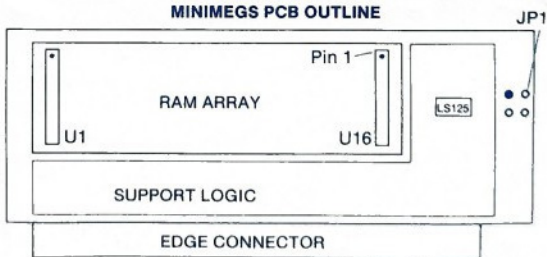 MINIMEGS PCB OUTLINE
JP1
Pin 1
RAM ARRAY
LS125
U1
U16
SUPPORT LOGIC
EDGE CONNECTOR